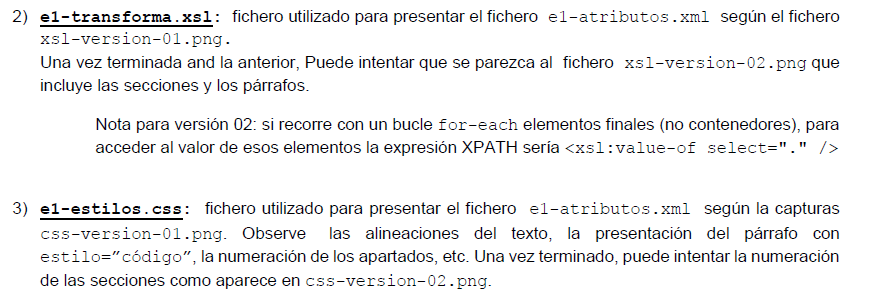 2) e1-transforma.xsl: fichero utilizado para presentar el fichero e1-atributos.xml según el fichero
xsl-version-01.png.
Una vez terminada and la anterior, Puede intentar que se parezca al fichero xsl-version-02.png que
incluye las secciones y los párrafos.
Nota para versión 02: si recorre con un bucle for-each elementos finales (no contenedores), para
acceder al valor de esos elementos la expresión XPATH sería <xsl:value-of select="." />
3) e1-estilos.css: fichero utilizado para presentar el fichero e1-atributos.xml según la capturas
css-version-01.png. Observe las alineaciones del texto, la presentación del párrafo con
estilo=”código”, la numeración de los apartados, etc. Una vez terminado, puede intentar la numeración
de las secciones como aparece en css-version-02.png.